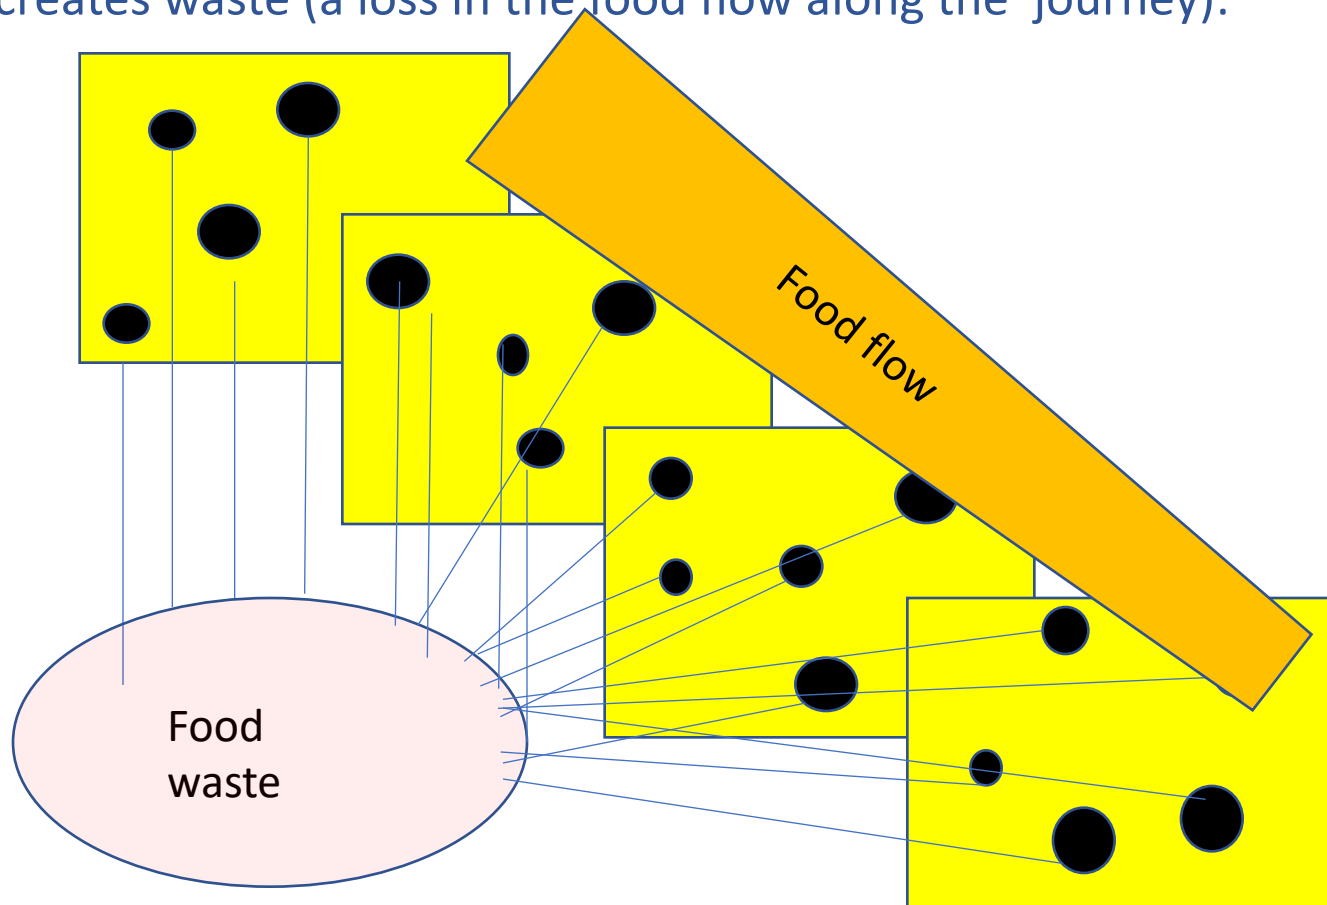 creates waste (a loss in the food flow along the journey).
Food flow
Food
waste